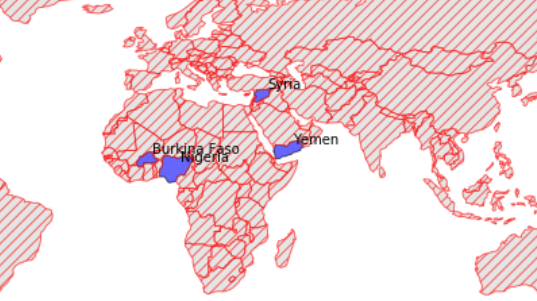 Syria
Yemen
Burkina Faso
Nigeria